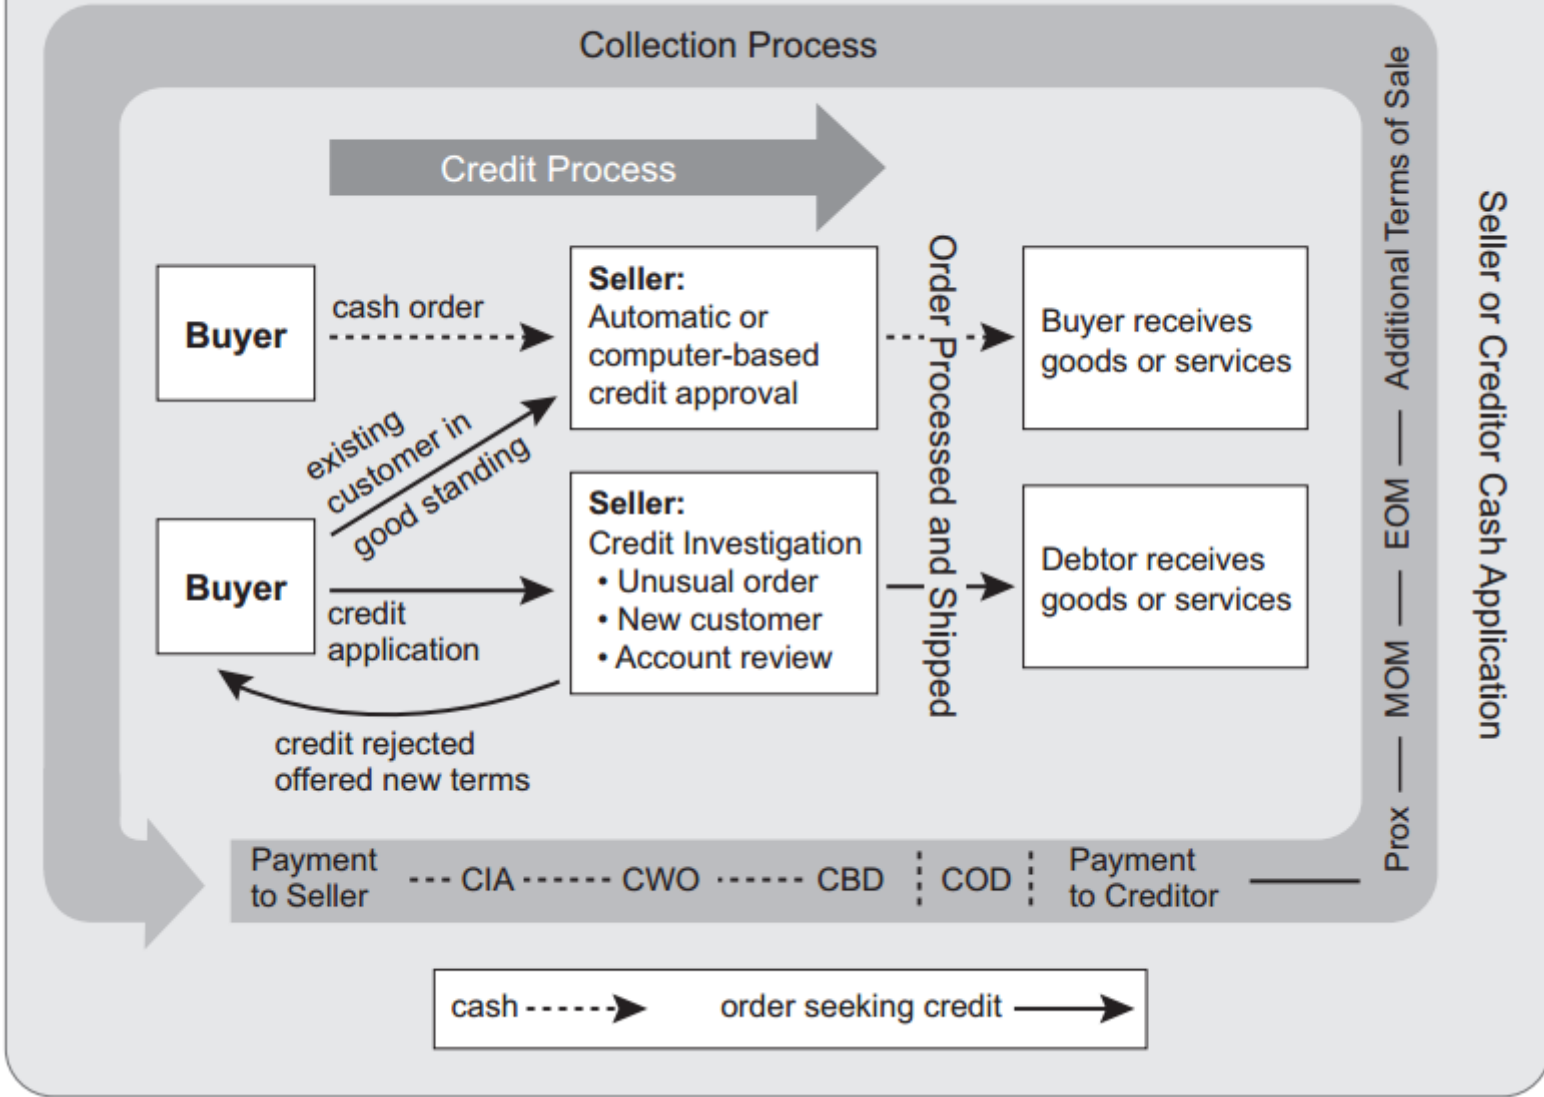 Collection Process
Credit Process
Buyer
cash order
Seller:
Automatic or
computer-based
credit approval
Buyer receives
goods or services
existing
customer in
good standing
Buyer
credit
application
Seller:
Credit Investigation
• Unusual order
• New customer
• Account review
Order Processed and Shipped
Debtor receives
goods or services
credit rejected
offered new terms
Payment
to Seller
CIA
CWO
CBD
COD
Payment
to Creditor
Prox
MOM
EOM
Additional Terms of Sale
Seller or Creditor Cash Application
cash
order seeking credit